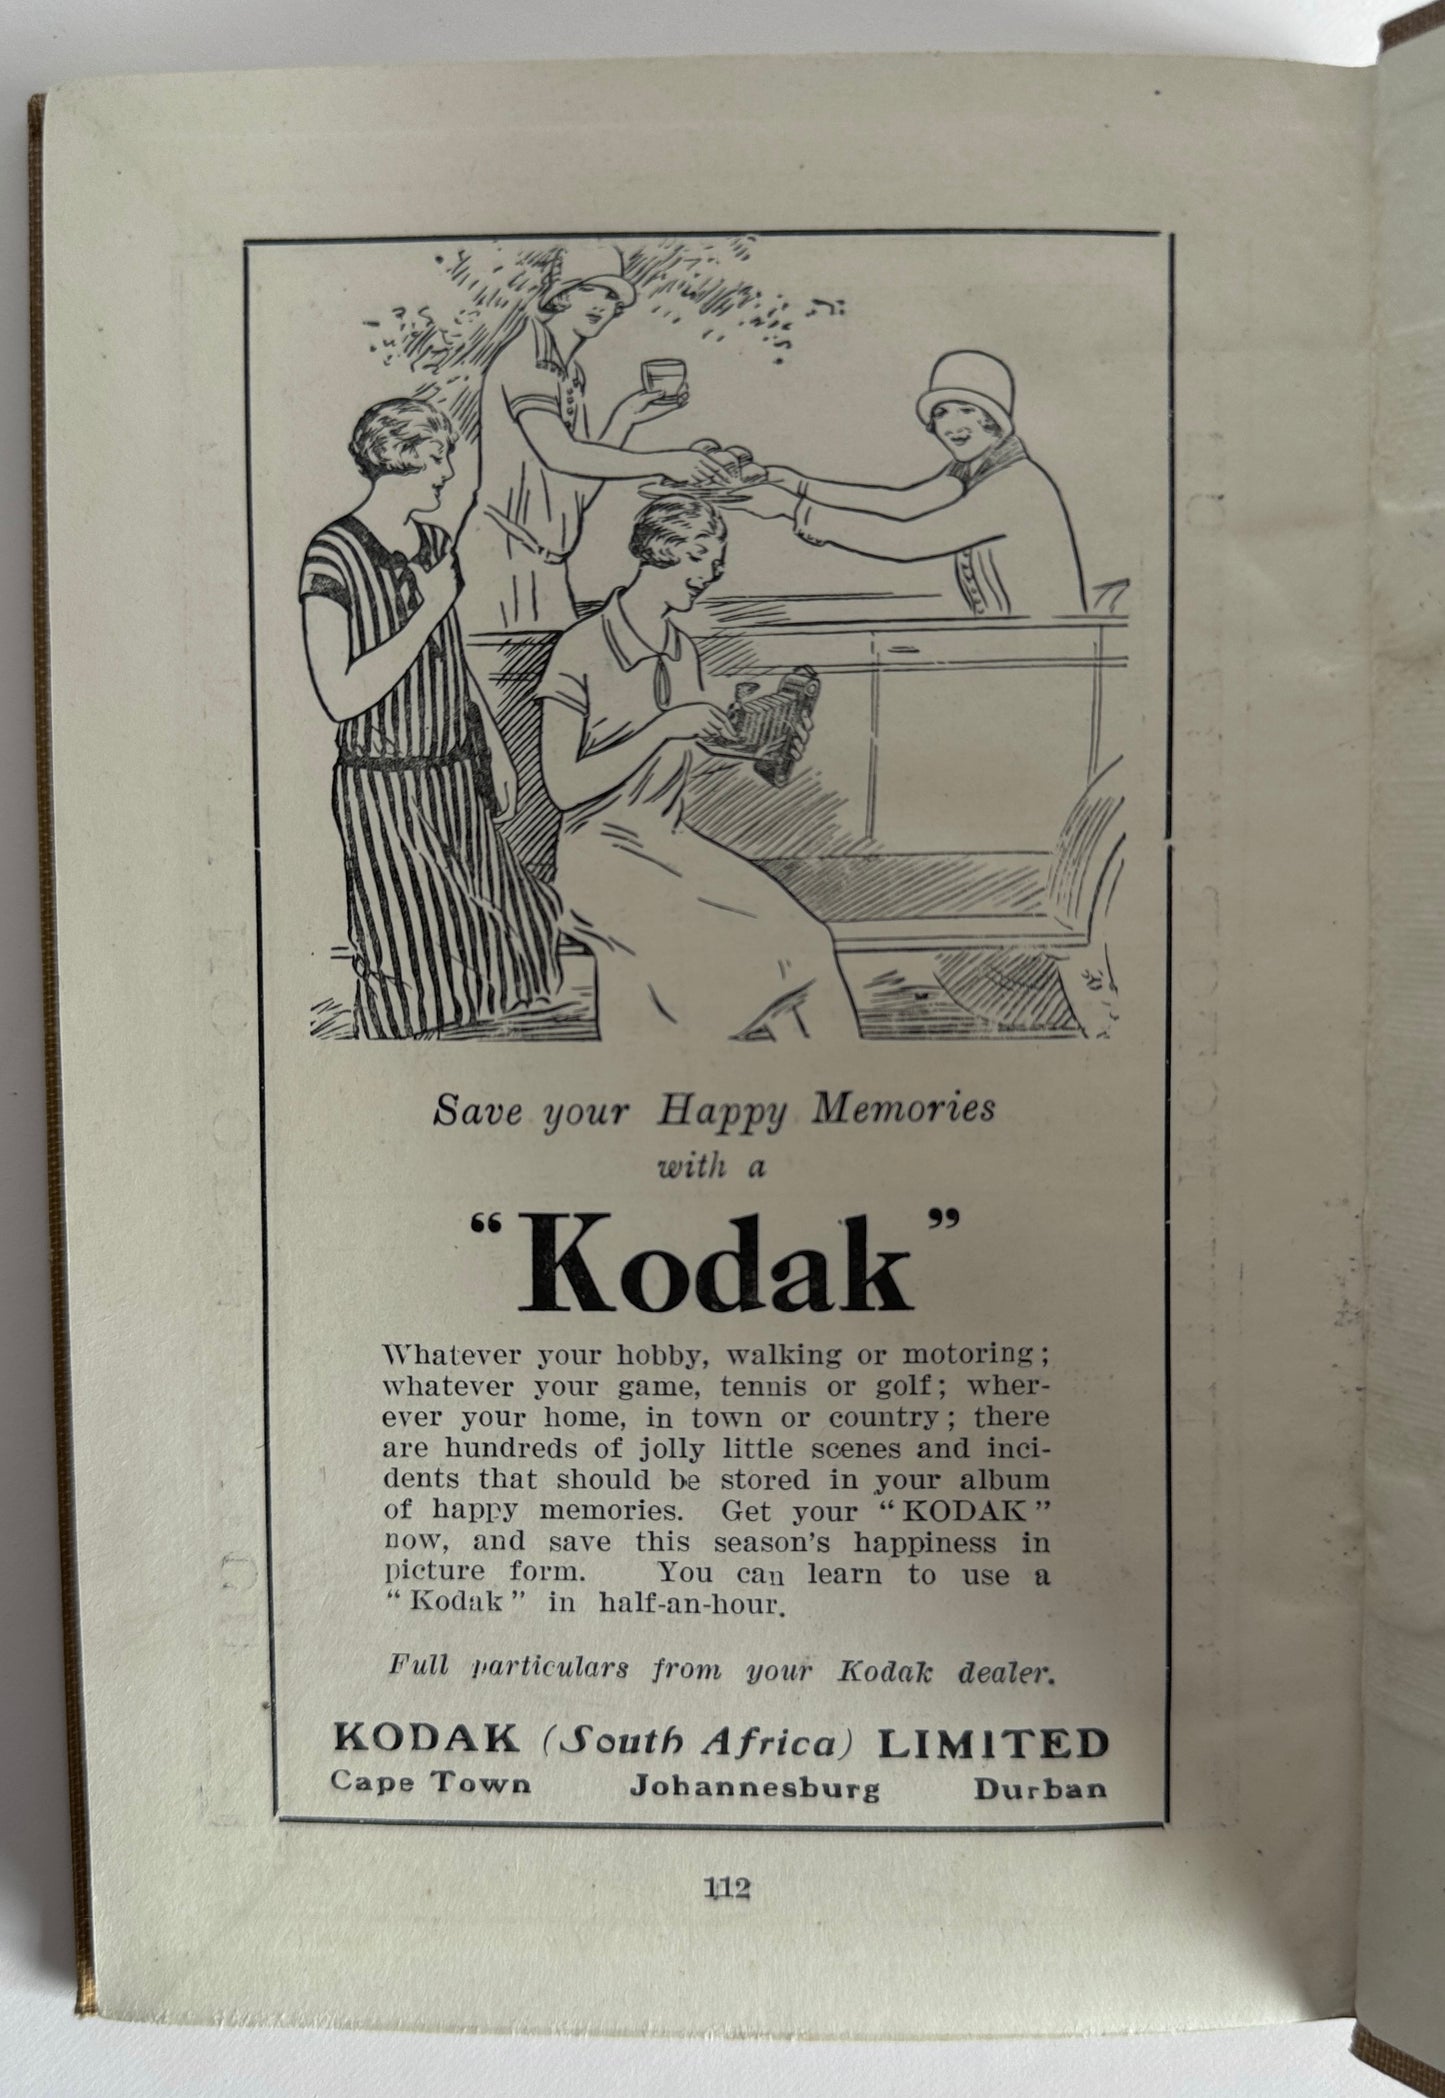 Save your Happy Memories
with a
“Kodak”
Whatever your hobby, walking or motoring;
whatever your game, tennis or golf; wher-
ever your home, in town or country; there
are hundreds of jolly little scenes and inci-
dents that should be stored in your album
of happy memories. Get your “KODAK”
now, and save this season's happiness in
picture form. You can learn to use a
“Kodak” in half-an-hour.
Full particulars from your Kodak dealer.
KODAK (South Africa) LIMITED
Cape Town Johannesburg Durban
112